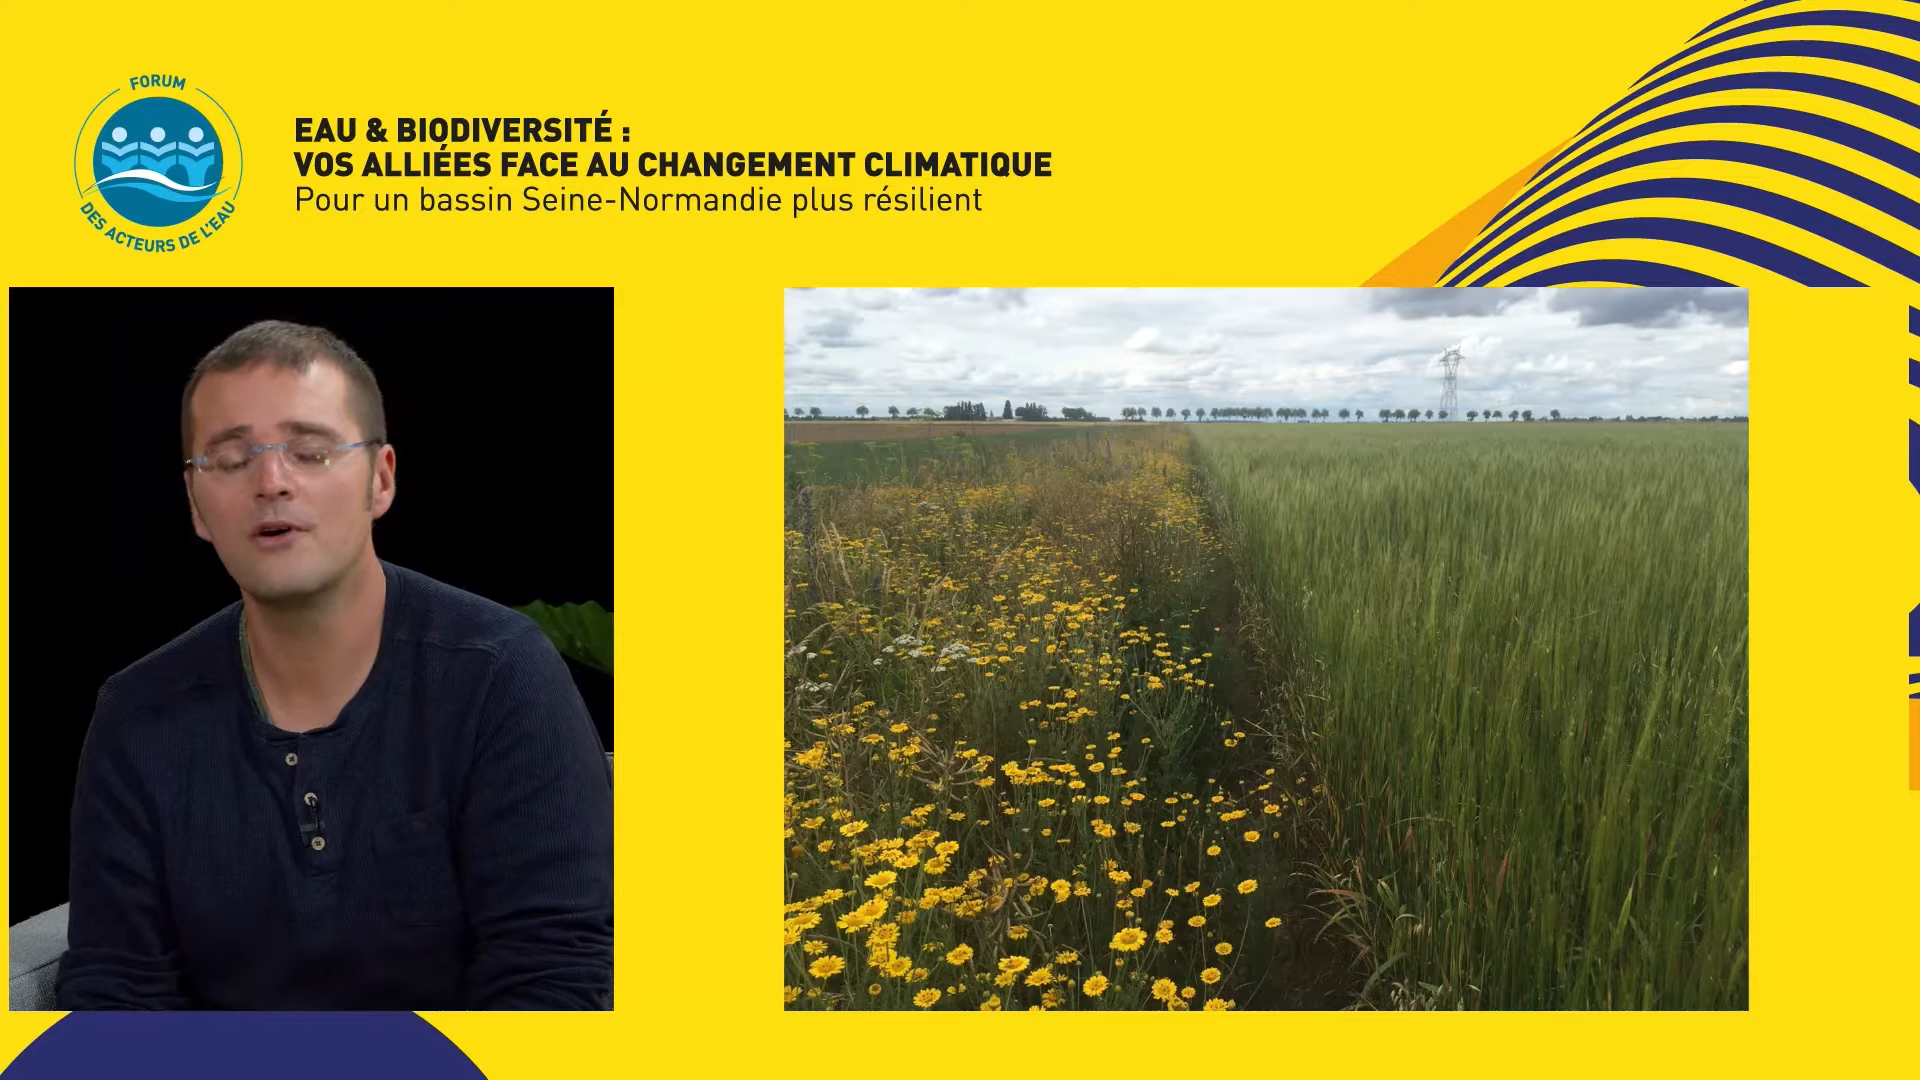 FORUM
DES ACTEURS DE L'EAU
EAU & BIODIVERSITÉ :
VOS ALLIÉES FACE AU CHANGEMENT CLIMATIQUE
Pour un bassin Seine-Normandie plus résilient